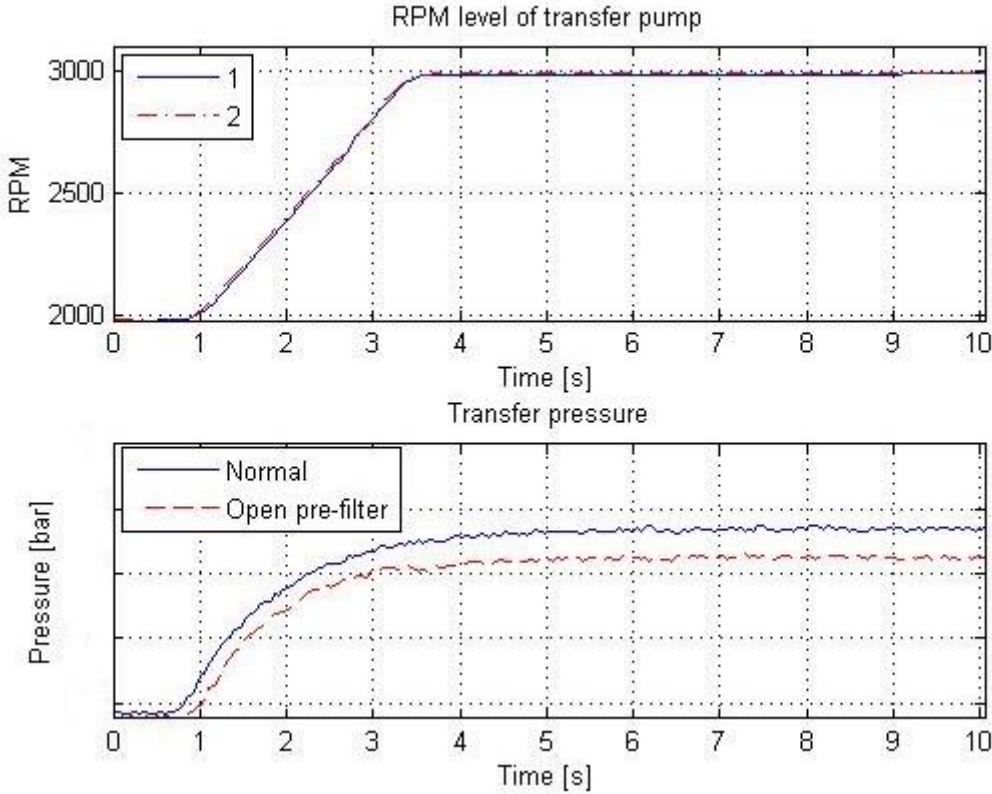 RPM level of transfer pump
3000
2500
2000
RPM
1
2
0 1 2 3 4 5 6 7 8 9 10
Time [s]
Transfer pressure
Pressure [bar]
Normal
Open pre-filter
0 1 2 3 4 5 6 7 8 9 10
Time [s]